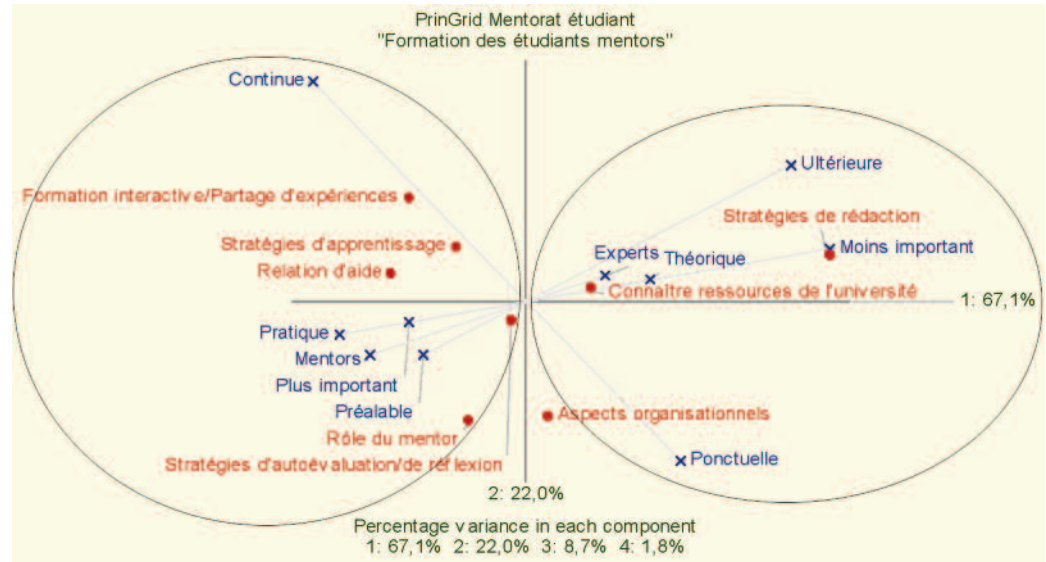 PrinGrid Mentorat étudiant
"Formation des étudiants mentors"
Continue
Ultérieure
Formation interactive/Partage d'expériences
Stratégies de rédaction
Stratégies d'apprentissage
Experts
Théorique
Moins important
Relation d'aide
Connaître ressources de l'université
1: 67,1%
Pratique
Mentors
Plus important
Préalable
Aspects organisationnels
Rôle du mentor
Stratégies d'autoévaluation/de réflexion
Ponctuelle
2: 22,0%
Percentage variance in each component
1: 67,1% 2: 22,0% 3: 8,7% 4: 1,8%